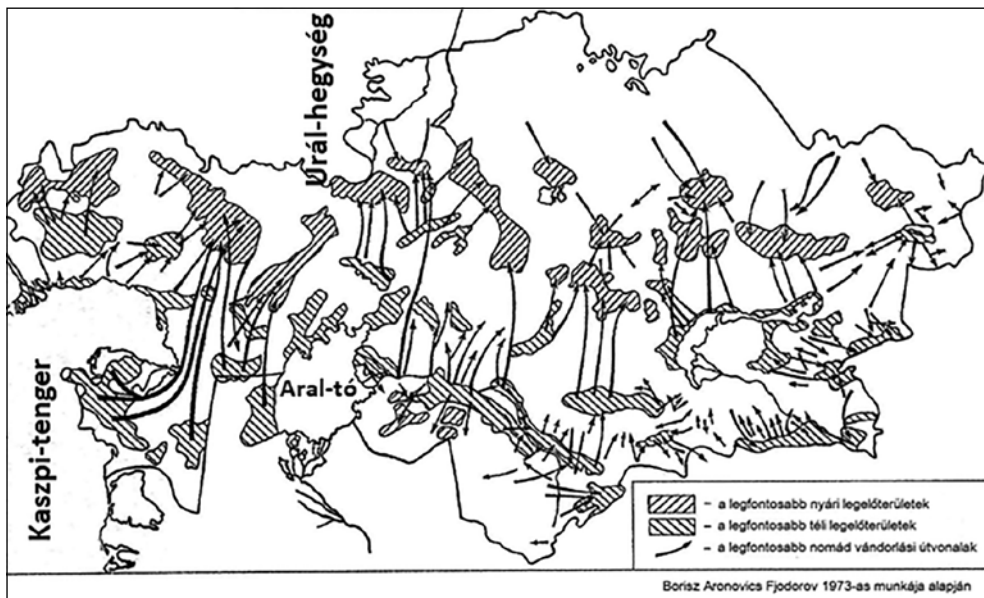 Urál-hegység
Kaszpi-tenger
Aral-tó
– a legfontosabb nyári legelőterületek
– a legfontosabb téli legelőterületek
– a legfontosabb nomád vándorlási útvonalak
Borisz Aronovics Fjodorov 1973-as munkája alapján